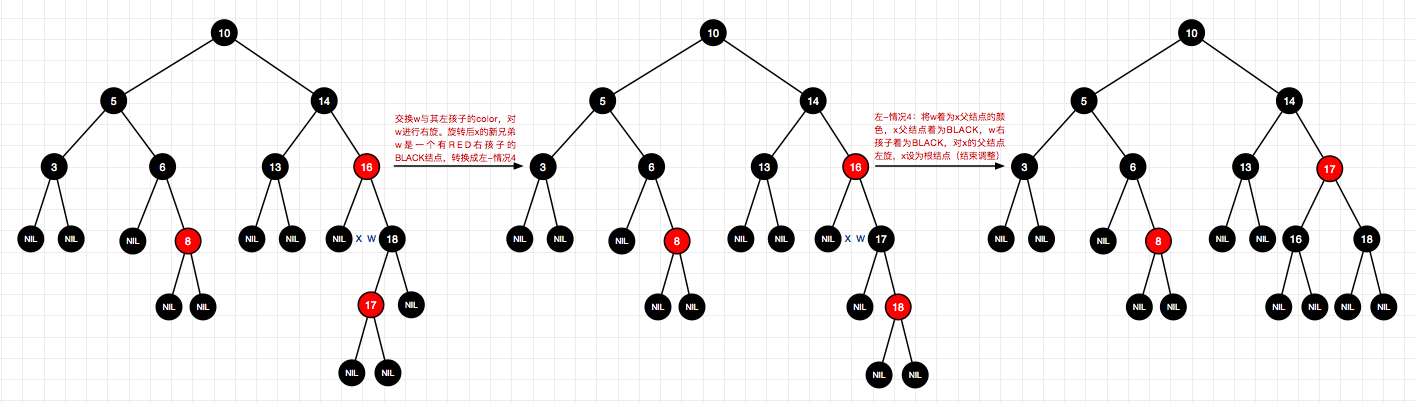 10
10
10
5
14
5
14
5
14
交换w与其左孩子的color，对
w进行右旋。旋转后x的新兄弟
w是一个有RED右孩子的
BLACK结点，转换成左-情况4
左-情况4：将w着为x父结点的颜
色，x父结点着为BLACK，w右
孩子着为BLACK，对x的父结点
左旋，x设为根结点（结束调整）
3
6
13
16
3
6
13
16
3
6
13
17
NIL
NIL
NIL
8
NIL
NIL
NIL
X
W
18
NIL
NIL
NIL
8
NIL
NIL
NIL
X
W
17
NIL
NIL
NIL
8
NIL
NIL
16
18
NIL
NIL
17
NIL
NIL
NIL
NIL
18
NIL
NIL
NIL
NIL
NIL
NIL
NIL
NIL
NIL
NIL